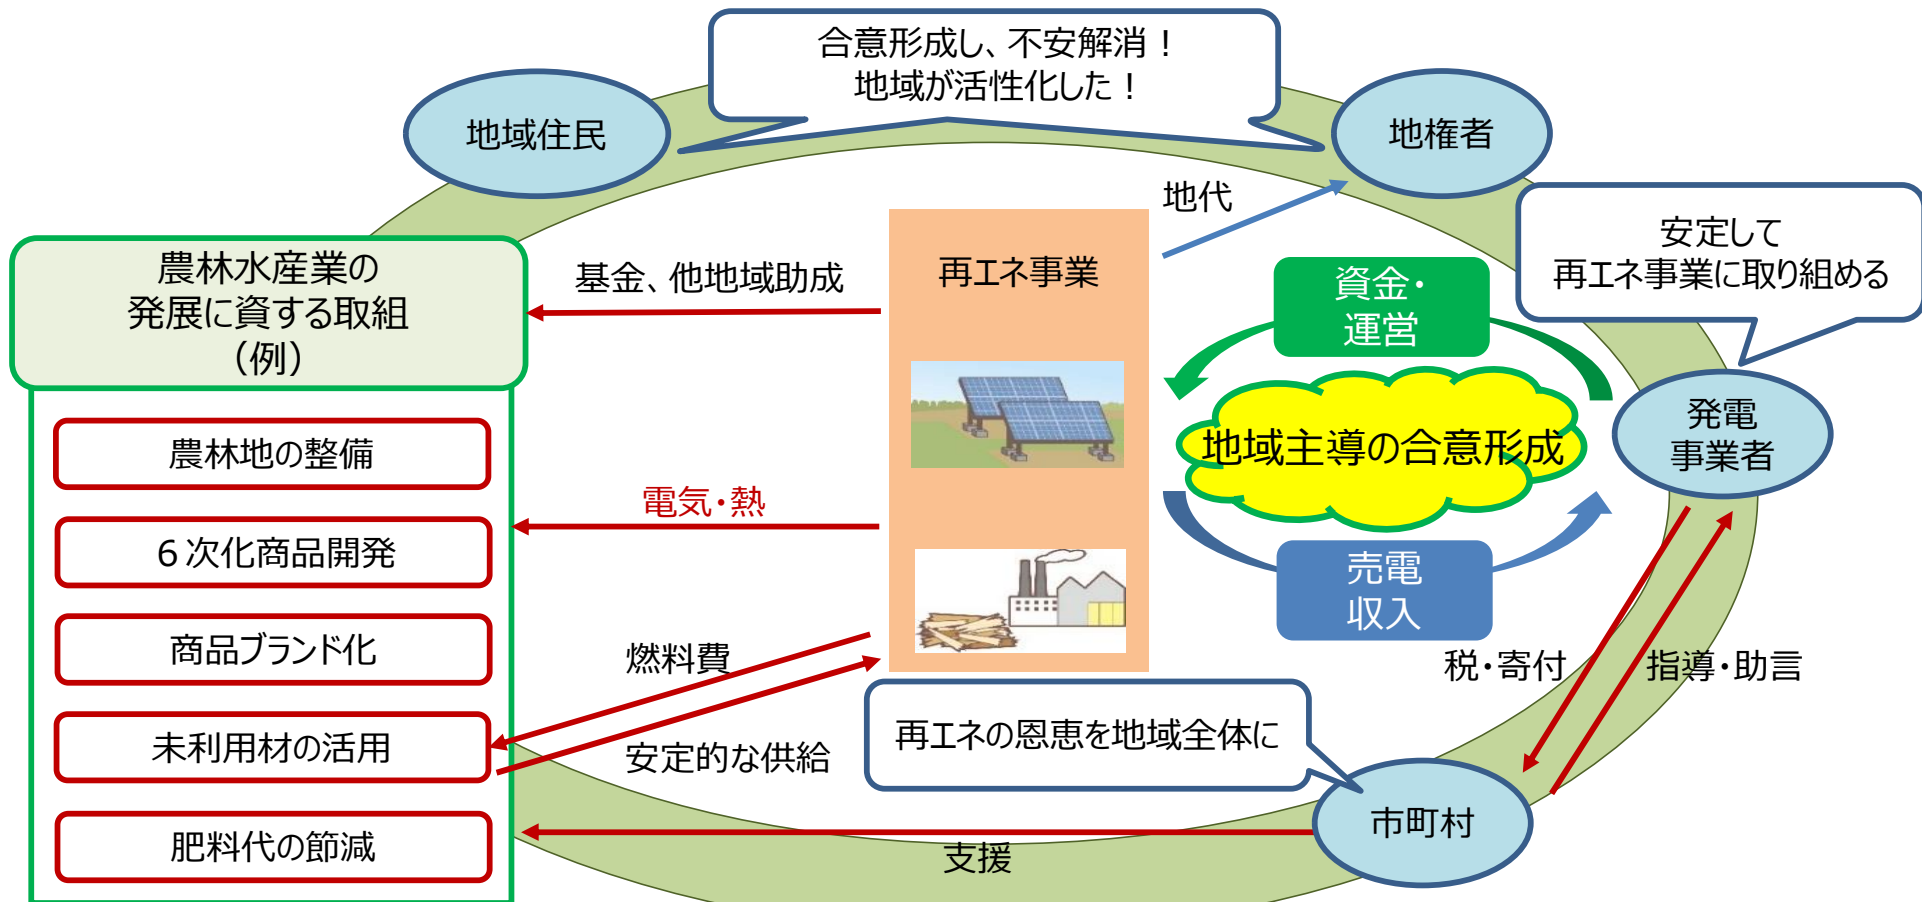 合意形成し、不安解消！
地域が活性化した！
地域住民
地権者
地代
安定して
再エネ事業に取り組める
農林水産業の
発展に資する取組
（例）
基金、他地域助成
再エネ事業
資金・
運営
発電
事業者
地域主導の合意形成
農林地の整備
電気・熱
６次化商品開発
売電
収入
商品ブランド化
燃料費
税・寄付
指導・助言
未利用材の活用
安定的な供給
再エネの恩恵を地域全体に
市町村
肥料代の節減
支援